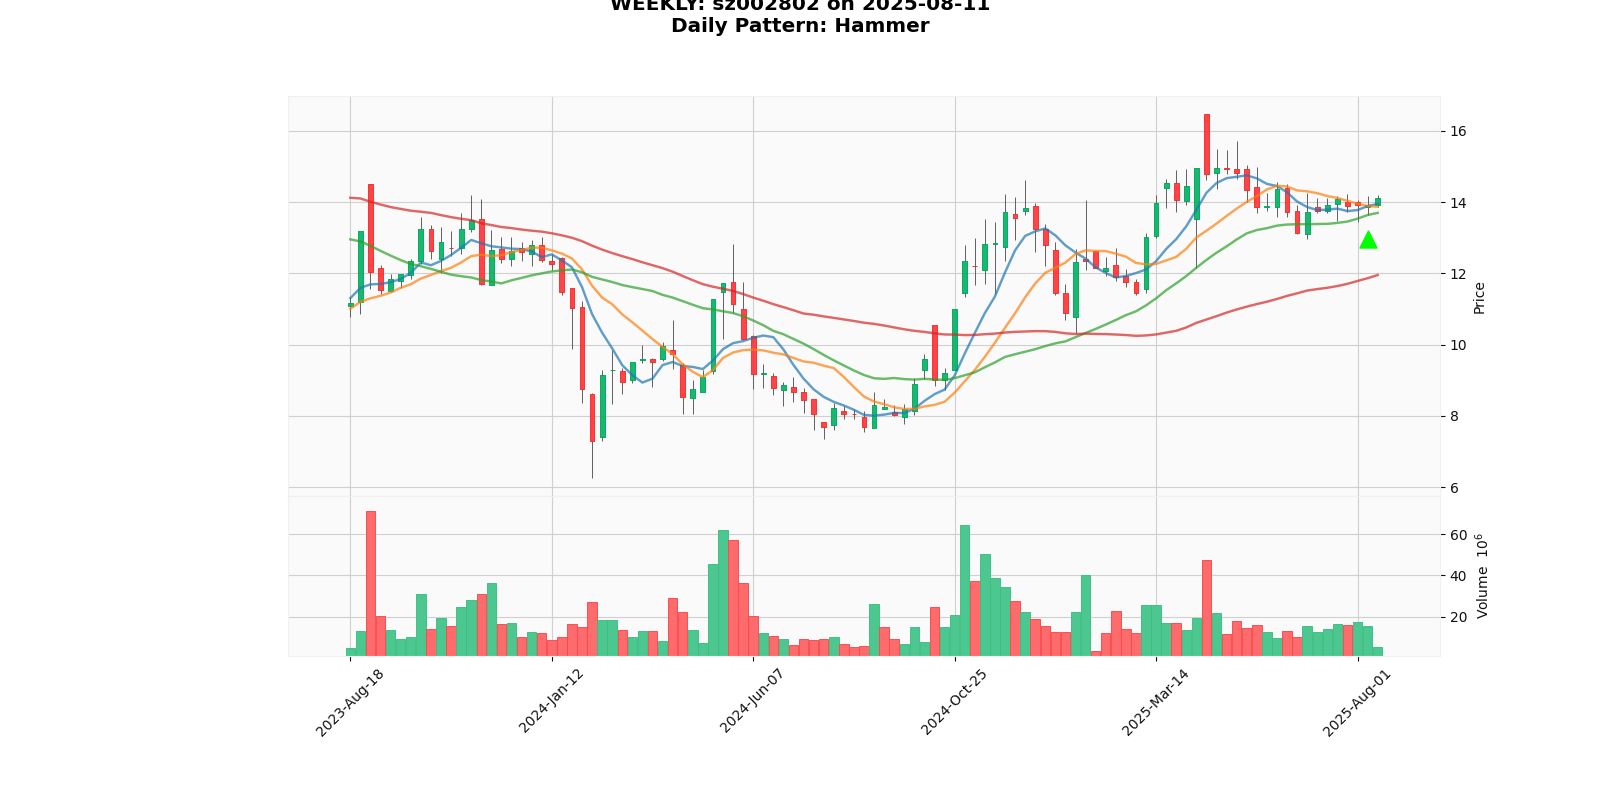 WEEKLY: sz002802 on 2025-08-11
Daily Pattern: Hammer
16
14
12
10
8
6
Price
60
40
20
Volume 10⁶
2023-Aug-18
2024-Jan-12
2024-Jun-07
2024-Oct-25
2025-Mar-14
2025-Aug-01